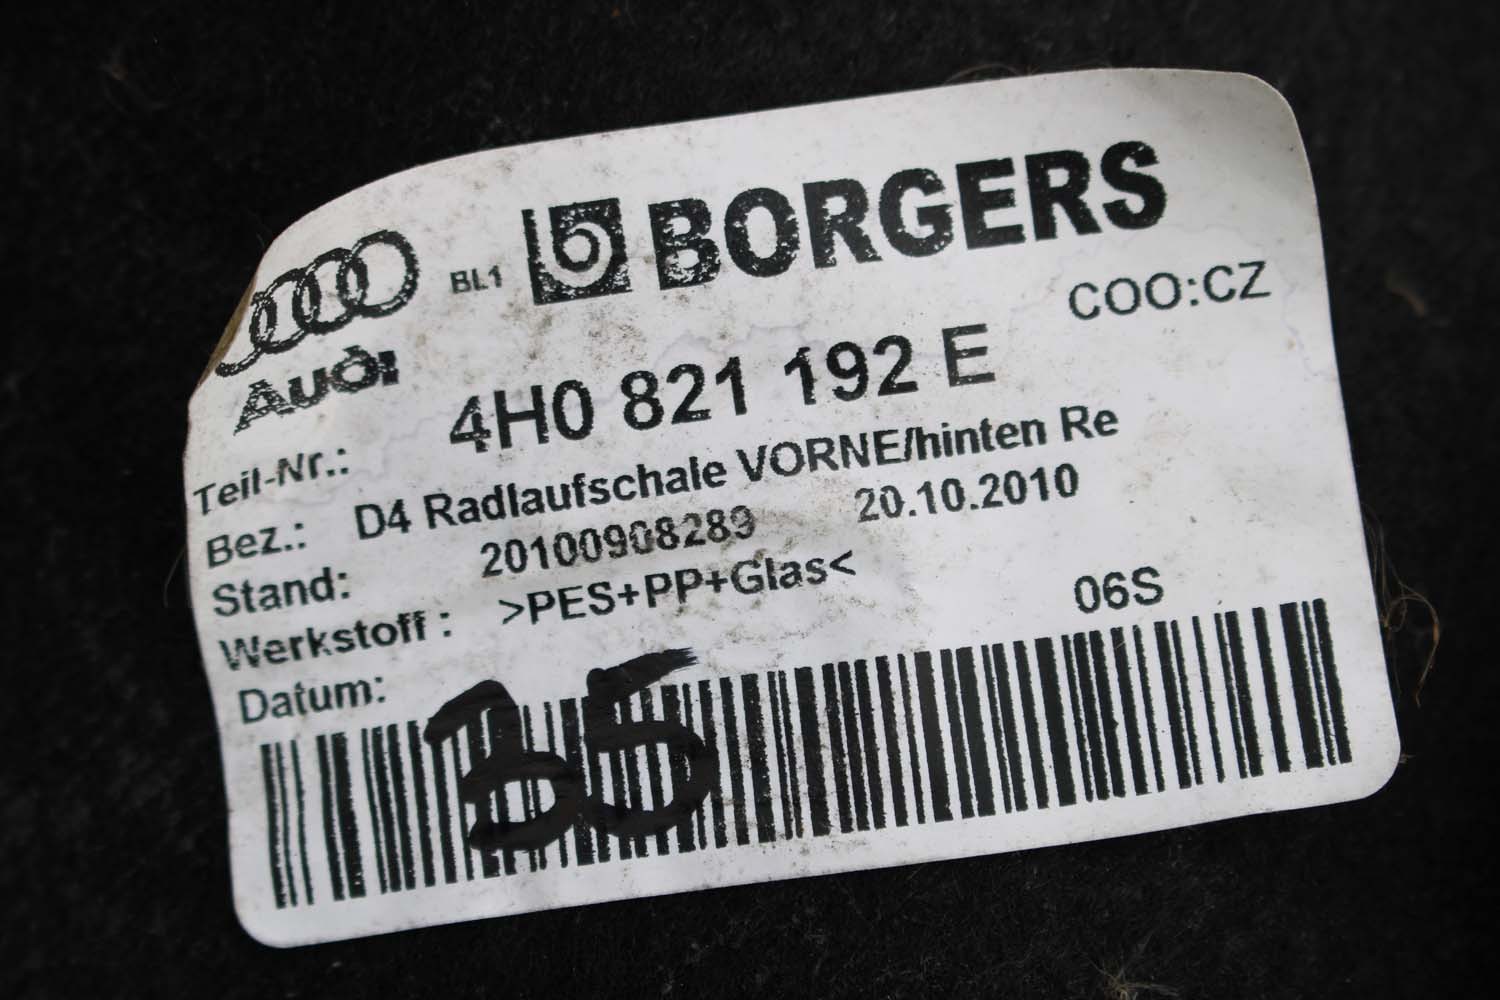 BORGERS
BL1
Audi
COO:CZ
Teil-Nr.: 4H0 821 192 E
Bez.: D4 Radlaufschale VORNE/hinten Re
Stand: 20100908289 20.10.2010
Werkstoff : >PES+PP+Glas<
Datum: 06S
35